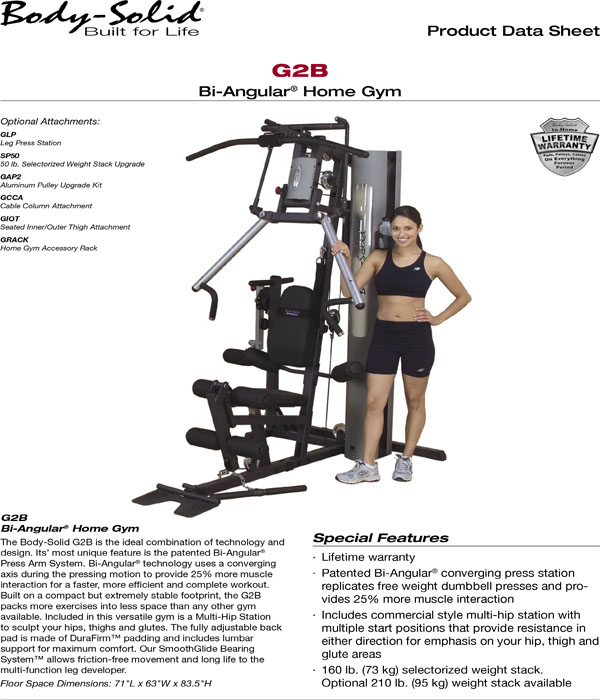 Body-Solid®
Built for Life
Product Data Sheet
G2B
Bi-Angular® Home Gym
Optional Attachments:
GLP
Leg Press Station
SP50
50 lb. Selectorized Weight Stack Upgrade
GAP2
Aluminum Pulley Upgrade Kit
GCCA
Cable Column Attachment
GIOT
Seated Inner/Outer Thigh Attachment
GRACK
Home Gym Accessory Rack
Body-Solid
In-Home
LIFETIME
WARRANTY
Pads, Pulleys, Cables
On Everything
Forever
Period
Body-Solid
G2B
Bi-Angular® Home Gym
The Body-Solid G2B is the ideal combination of technology and
design. Its’ most unique feature is the patented Bi-Angular®
Press Arm System. Bi-Angular® technology uses a converging
axis during the pressing motion to provide 25% more muscle
interaction for a faster, more efficient and complete workout.
Built on a compact but extremely stable footprint, the G2B
packs more exercises into less space than any other gym
available. Included in this versatile gym is a Multi-Hip Station
to sculpt your hips, thighs and glutes. The fully adjustable back
pad is made of DuraFirm™ padding and includes lumbar
support for maximum comfort. Our SmoothGlide Bearing
System™ allows friction-free movement and long life to the
multi-function leg developer.
Floor Space Dimensions: 71"L x 63"W x 83.5"H
Special Features
· Lifetime warranty
· Patented Bi-Angular® converging press station
replicates free weight dumbbell presses and pro-
vides 25% more muscle interaction
· Includes commercial style multi-hip station with
multiple start positions that provide resistance in
either direction for emphasis on your hip, thigh and
glute areas
· 160 lb. (73 kg) selectorized weight stack.
Optional 210 lb. (95 kg) weight stack available